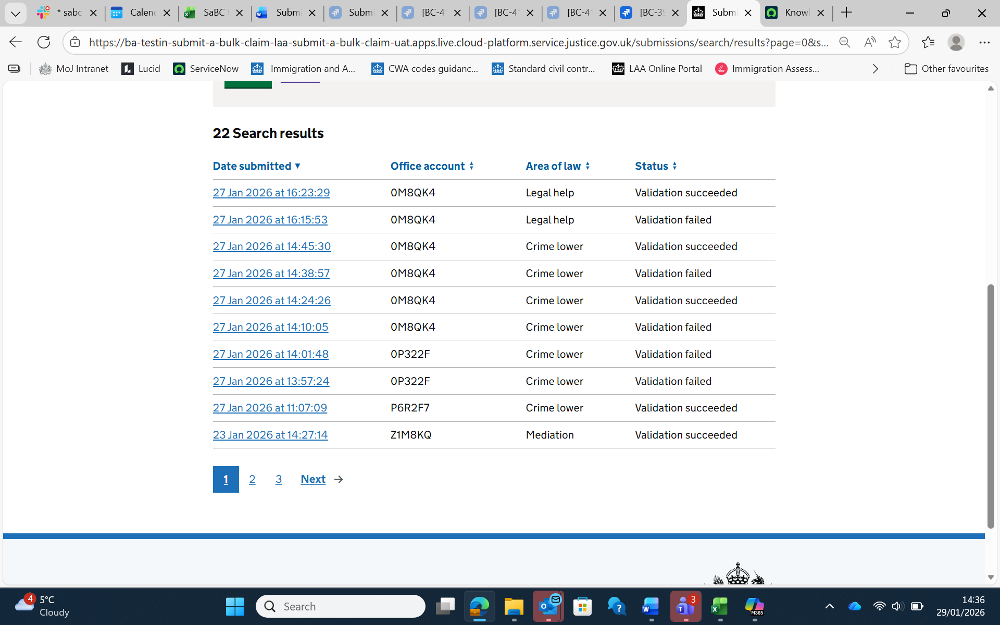 * sabc
Calenc
SaBC t
Submi
Submi
[BC-41
[BC-41
[BC-41
[BC-39
Submi
Knowl
https://ba-testin-submit-a-bulk-claim-laa-submit-a-bulk-claim-uat.apps.live.cloud-platform.service.justice.gov.uk/submissions/search/results?page=0&s...
MoJ Intranet
Lucid
ServiceNow
Immigration and A...
CWA codes guidanc...
Standard civil contr...
LAA Online Portal
Immigration Assess...
Other favourites
22 Search results
Date submitted ▼ Office account Area of law Status
27 Jan 2026 at 16:23:29 0M8QK4 Legal help Validation succeeded
27 Jan 2026 at 16:15:53 0M8QK4 Legal help Validation failed
27 Jan 2026 at 14:45:30 0M8QK4 Crime lower Validation succeeded
27 Jan 2026 at 14:38:57 0M8QK4 Crime lower Validation failed
27 Jan 2026 at 14:24:26 0M8QK4 Crime lower Validation succeeded
27 Jan 2026 at 14:10:05 0M8QK4 Crime lower Validation failed
27 Jan 2026 at 14:01:48 0P322F Crime lower Validation failed
27 Jan 2026 at 13:57:24 0P322F Crime lower Validation failed
27 Jan 2026 at 11:07:09 P6R2F7 Crime lower Validation succeeded
23 Jan 2026 at 14:27:14 Z1M8KQ Mediation Validation succeeded
1 2 3 Next →
4
5°C
Cloudy
Search
3
M365
14:36
29/01/2026